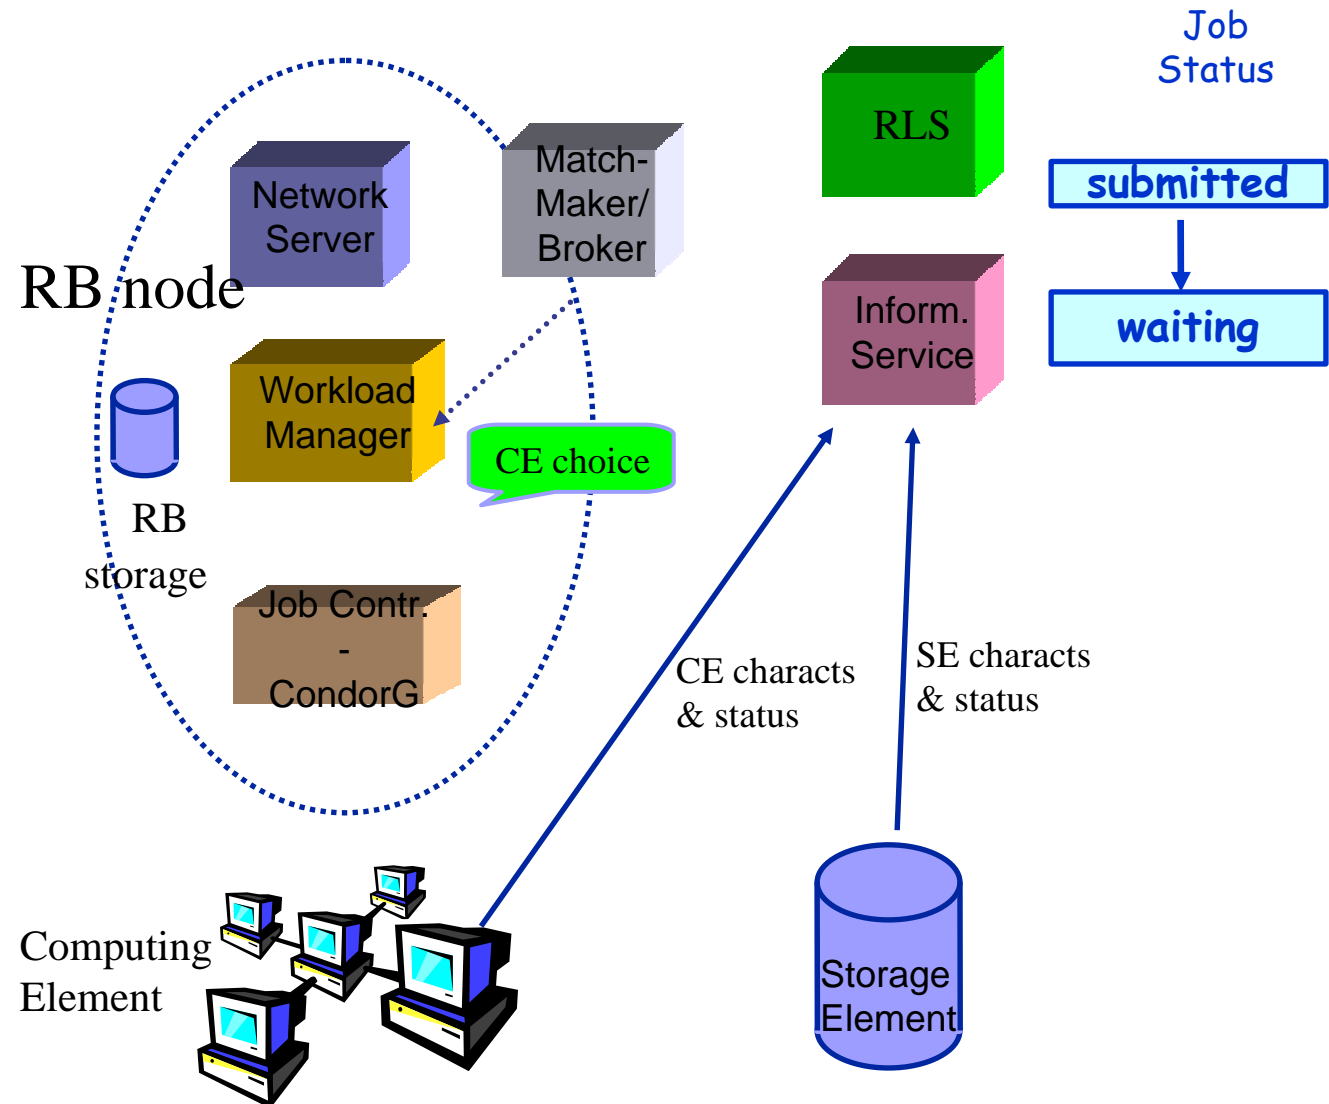 Job
Status
RLS
submitted
Match-
Maker/
Broker
Network
Server
RB node
Inform.
Service
waiting
Workload
Manager
CE choice
RB
storage
Job Contr.
-
CondorG
CE characts
& status
SE characts
& status
Computing
Element
Storage
Element